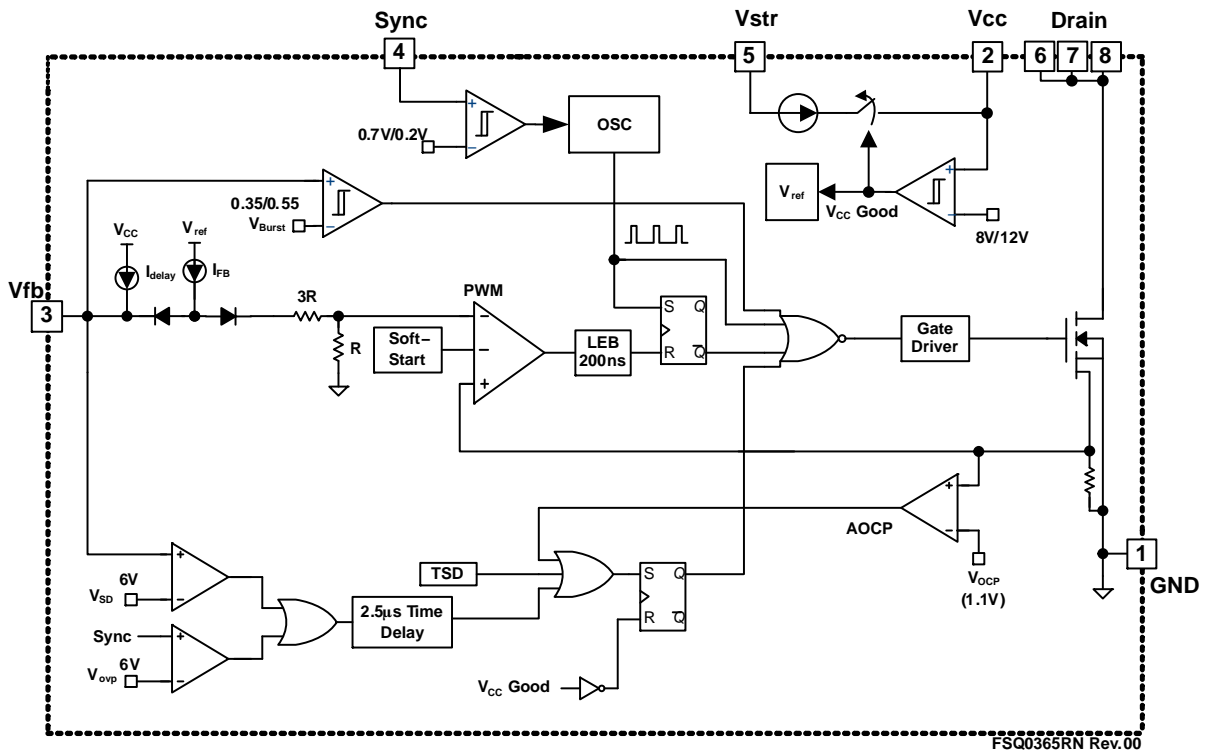 Sync
Vstr
Vcc
Drain
4
5
2
6 7 8
OSC
0.7V/0.2V
0.35/0.55
VBurst
Vref
VCC Good
8V/12V
VCC
Vref
Idelay
IFB
Vfb
3
3R
R
PWM
Soft–
Start
LEB
200ns
S Q
R Q̅
Gate
Driver
AOCP
VOCP
(1.1V)
1
GND
TSD
S Q
R Q̅
6V
VSD
2.5μs Time
Delay
Sync
6V
Vovp
VCC Good
FSQ0365RN Rev.00